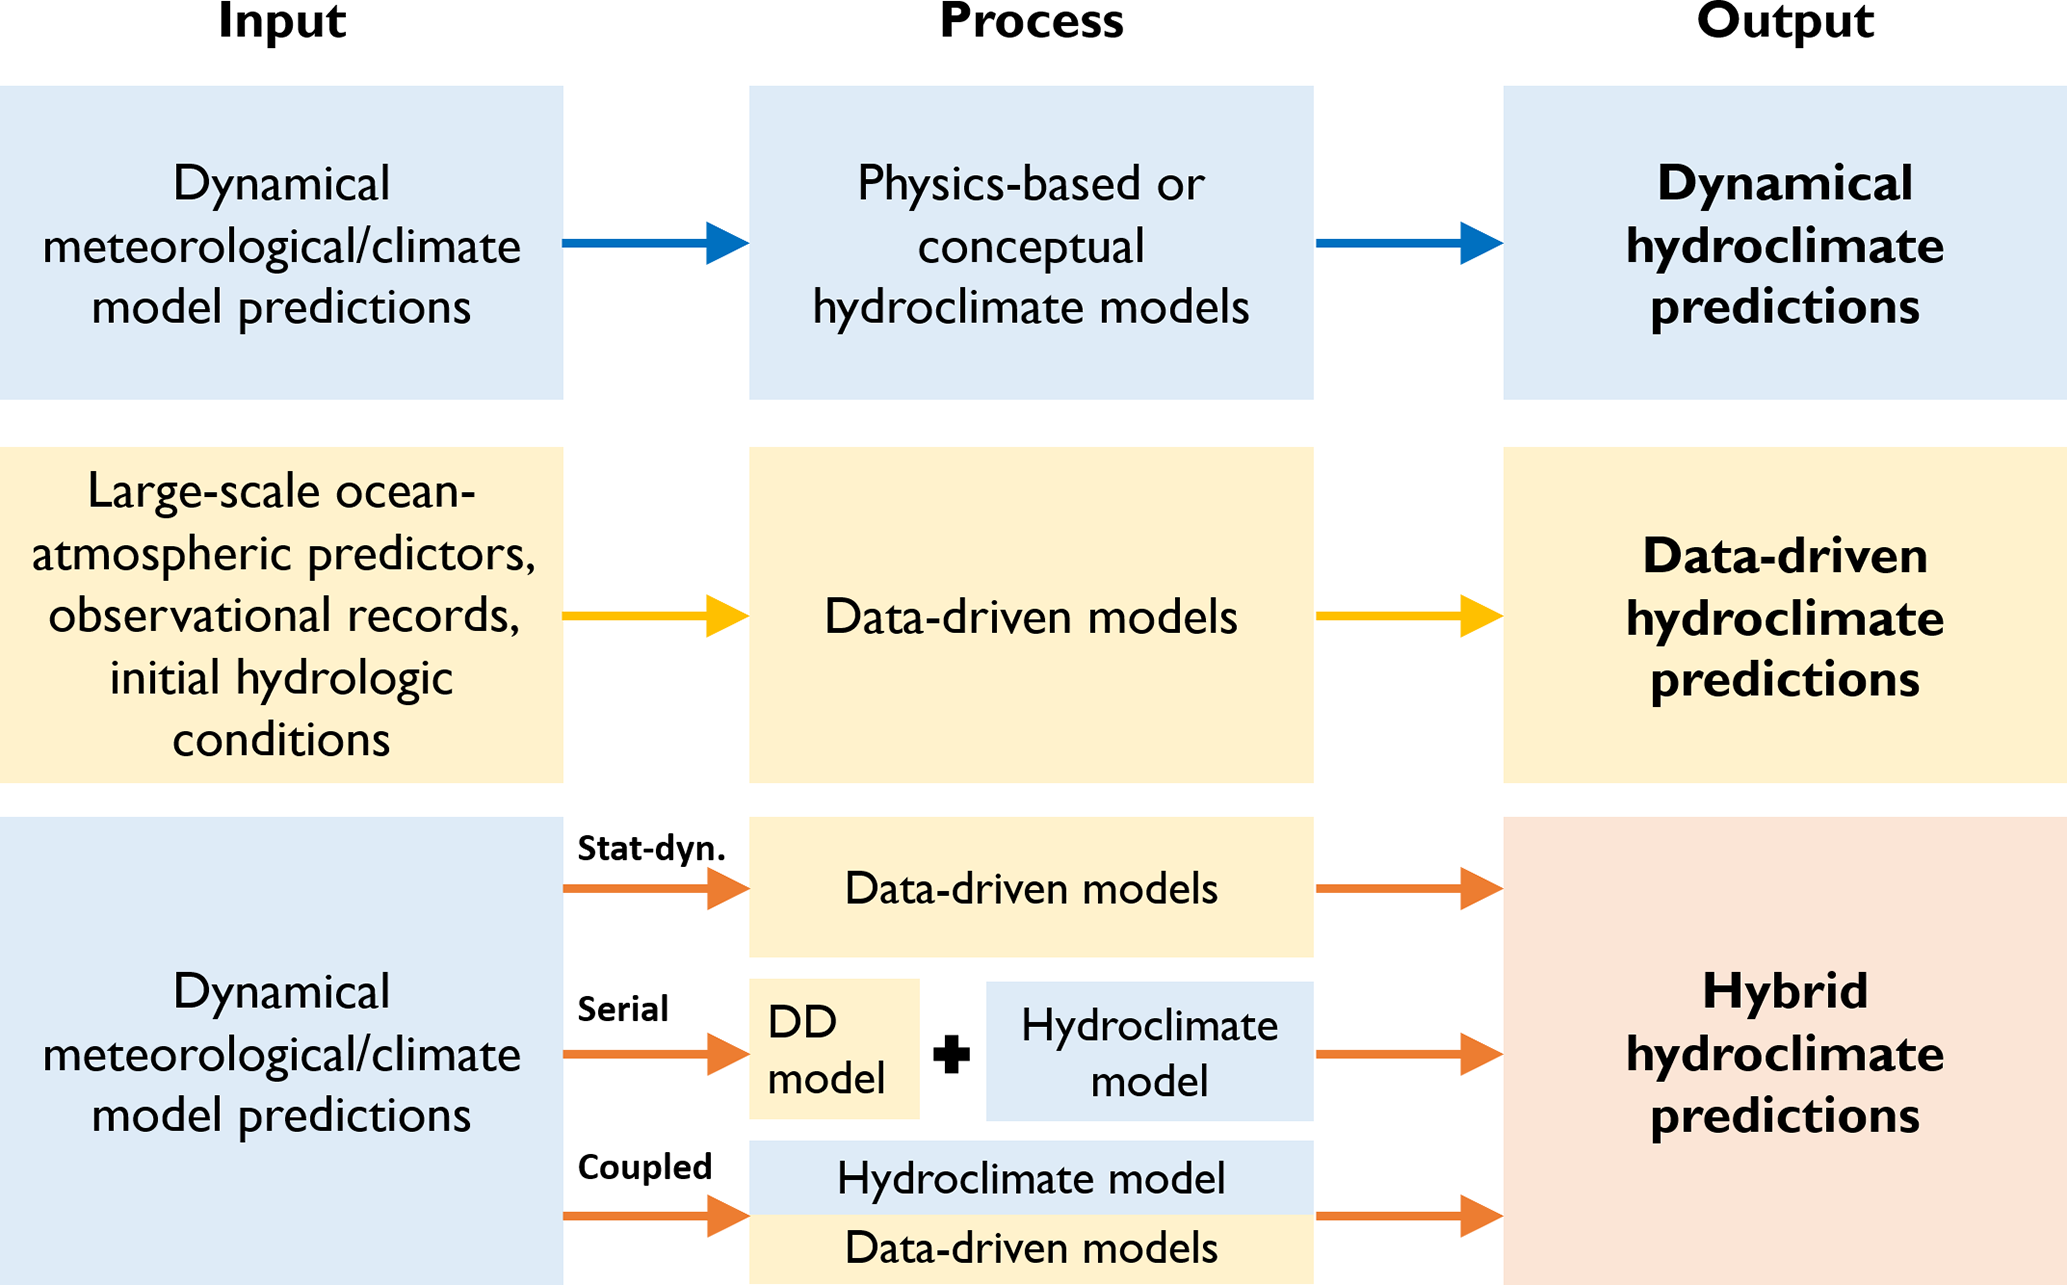 Input
Process
Output
Dynamical
meteorological/climate
model predictions
Physics-based or
conceptual
hydroclimate models
Dynamical
hydroclimate
predictions
Large-scale ocean-
atmospheric predictors,
observational records,
initial hydrologic
conditions
Data-driven models
Data-driven
hydroclimate
predictions
Dynamical
meteorological/climate
model predictions
Stat-dyn.
Data-driven models
Serial
DD
model
+
Hydroclimate
model
Coupled
Hydroclimate model
Data-driven models
Hybrid
hydroclimate
predictions